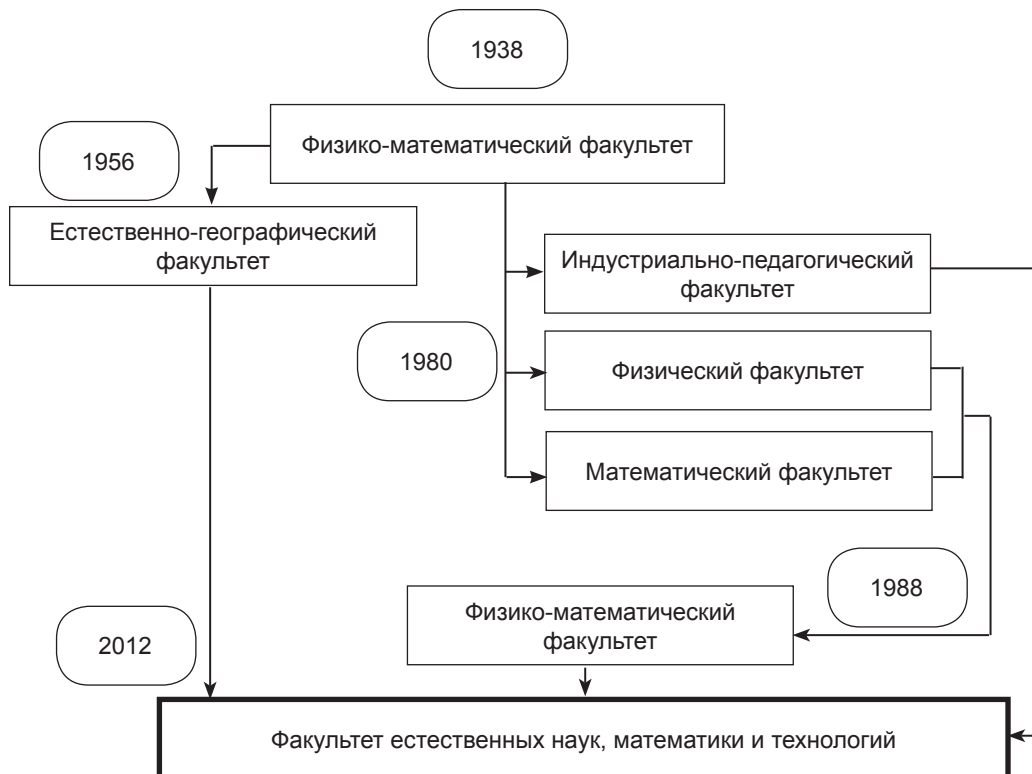 1938
Физико-математический факультет
1956
Естественно-географический
факультет
Индустриально-педагогический
факультет
1980
Физический факультет
Математический факультет
1988
Физико-математический
факультет
2012
Факультет естественных наук, математики и технологий